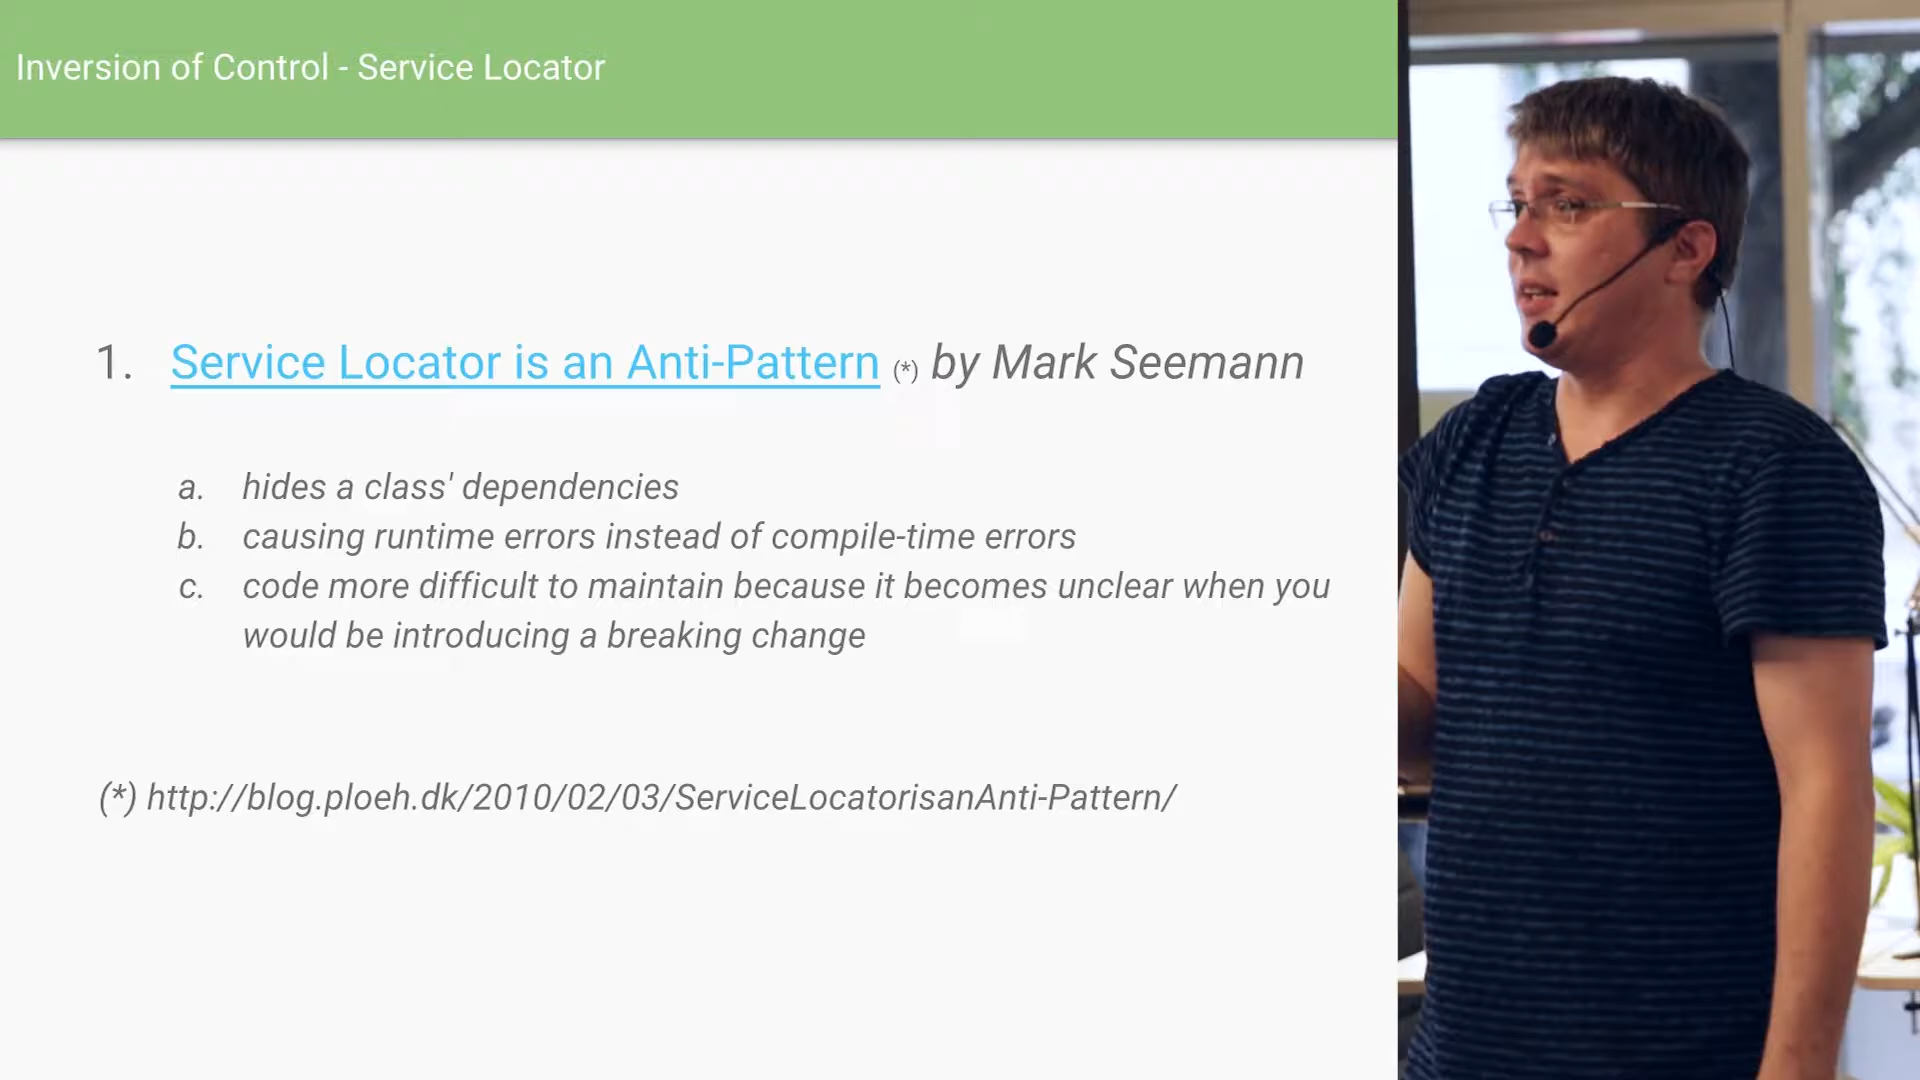 Inversion of Control - Service Locator
1. Service Locator is an Anti-Pattern (*) by Mark Seemann
a. hides a class' dependencies
b. causing runtime errors instead of compile-time errors
c. code more difficult to maintain because it becomes unclear when you
would be introducing a breaking change
(*) http://blog.ploeh.dk/2010/02/03/ServiceLocatorisanAnti-Pattern/